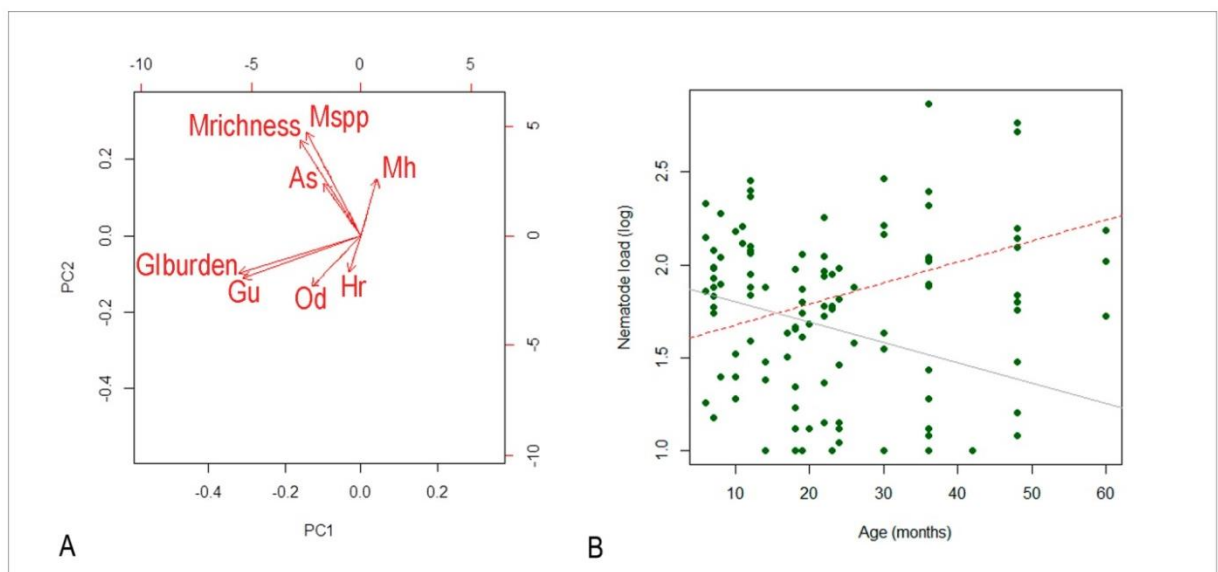 -10 -5 0 5
Mrichness Mspp
As Mh
GIburden
Gu Od Hr
5
0
-5
-10
0.2
0.0
-0.2
-0.4
PC2
-0.4 -0.2 0.0 0.2
PC1
A
2.5
2.0
1.5
1.0
Nematode load (log)
10 20 30 40 50 60
Age (months)
B